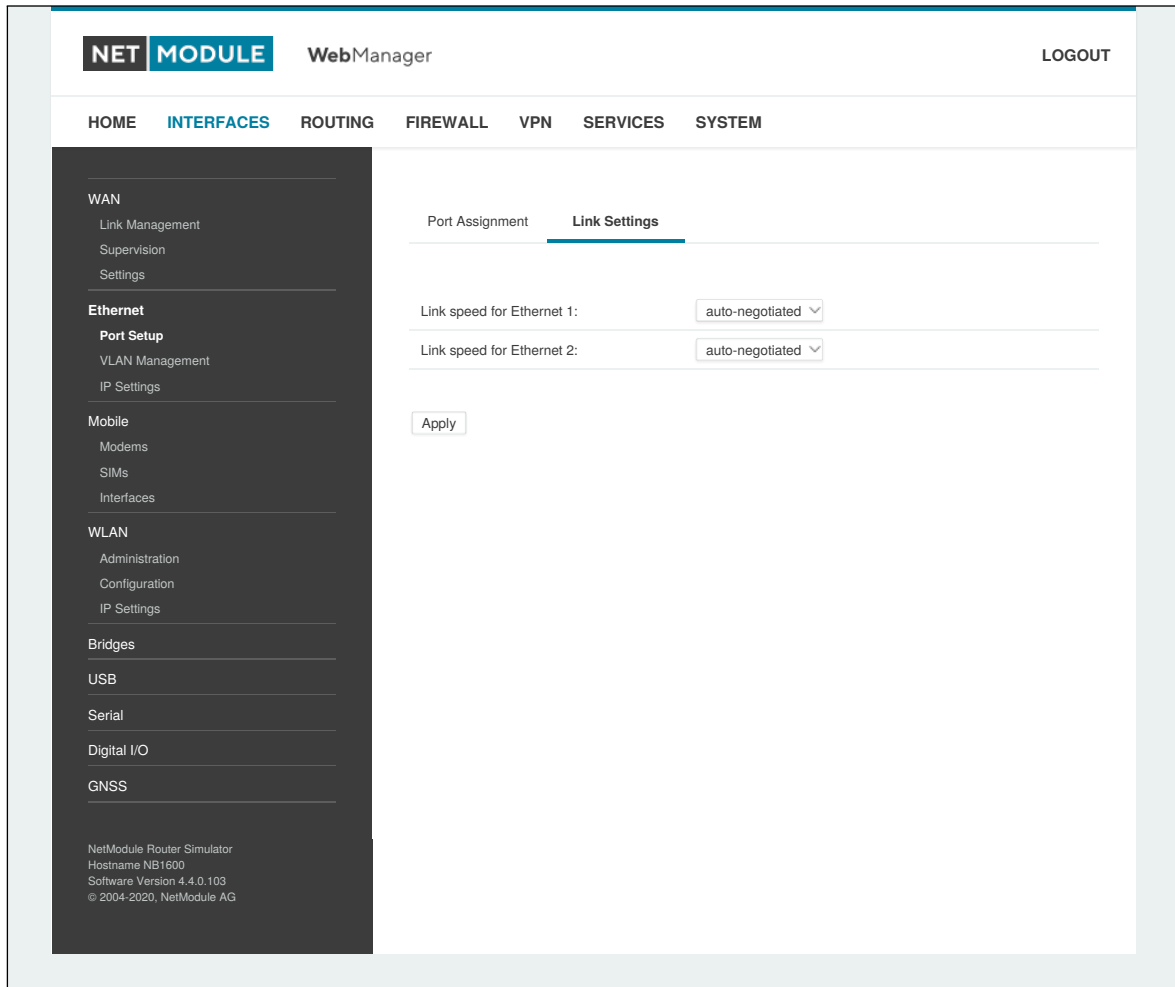 NET MODULE WebManager LOGOUT
HOME INTERFACES ROUTING FIREWALL VPN SERVICES SYSTEM
WAN
Link Management
Supervision
Settings
Ethernet
Port Setup
VLAN Management
IP Settings
Mobile
Modems
SIMs
Interfaces
WLAN
Administration
Configuration
IP Settings
Bridges
USB
Serial
Digital I/O
GNSS
NetModule Router Simulator
Hostname NB1600
Software Version 4.4.0.103
© 2004-2020, NetModule AG
Port Assignment Link Settings
Link speed for Ethernet 1: auto-negotiated
Link speed for Ethernet 2: auto-negotiated
Apply